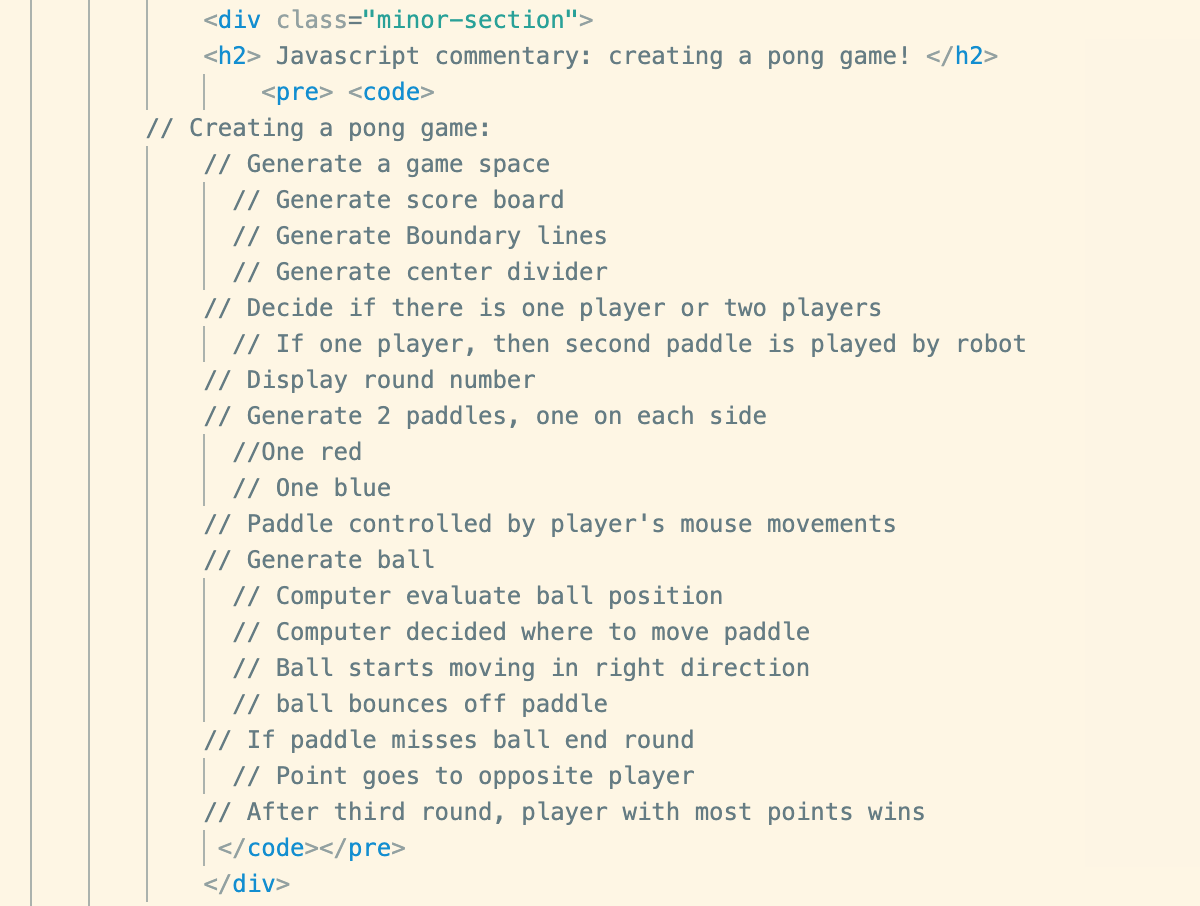 <div class="minor-section">
<h2> Javascript commentary: creating a pong game! </h2>
<pre> <code>
// Creating a pong game:
// Generate a game space
// Generate score board
// Generate Boundary lines
// Generate center divider
// Decide if there is one player or two players
// If one player, then second paddle is played by robot
// Display round number
// Generate 2 paddles, one on each side
//One red
// One blue
// Paddle controlled by player's mouse movements
// Generate ball
// Computer evaluate ball position
// Computer decided where to move paddle
// Ball starts moving in right direction
// ball bounces off paddle
// If paddle misses ball end round
// Point goes to opposite player
// After third round, player with most points wins
</code></pre>
</div>